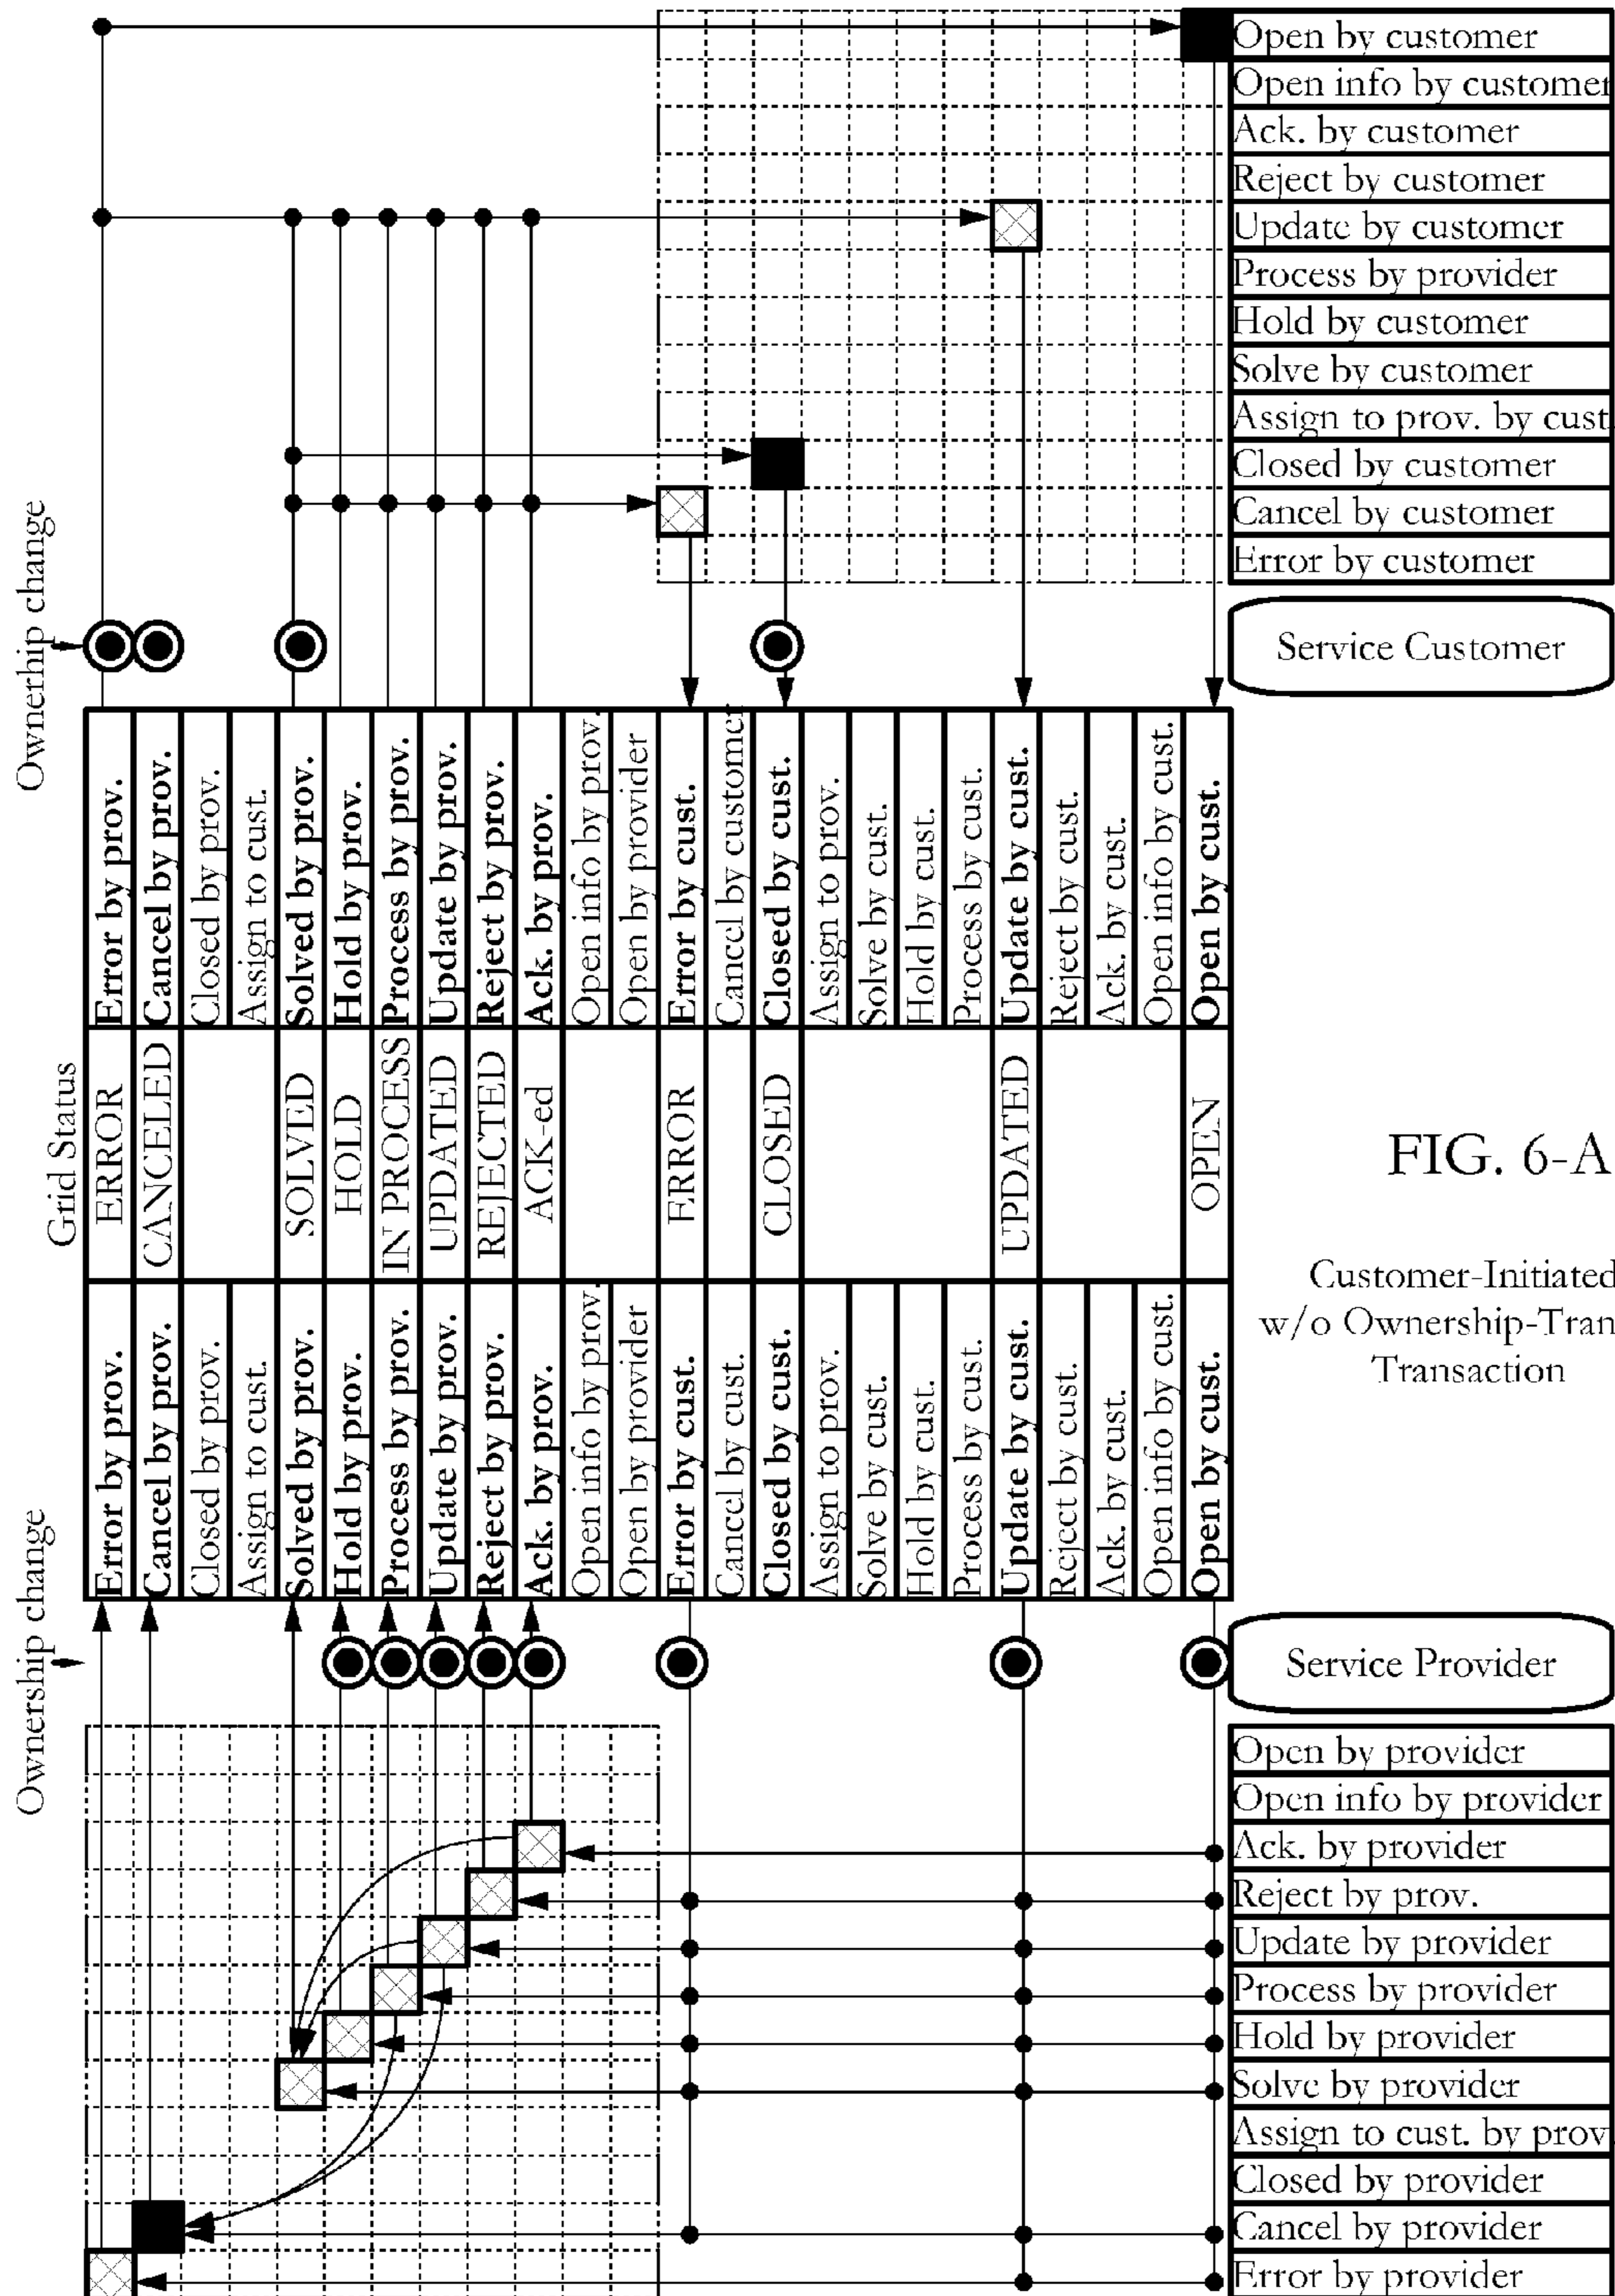 Open by customer
Open info by customer
Ack. by customer
Reject by customer
Update by customer
Process by provider
Hold by customer
Solve by customer
Assign to prov. by cust.
Closed by customer
Cancel by customer
Error by customer
Ownerhip change
Service Customer
Error by prov.
Cancel by prov.
Closed by prov.
Assign to cust.
Solved by prov.
Hold by prov.
Process by prov.
Update by prov.
Reject by prov.
Ack. by prov.
Open info by prov.
Open by provider
Error by cust.
Cancel by customer
Closed by cust.
Assign to prov.
Solve by cust.
Hold by cust.
Process by cust.
Update by cust.
Reject by cust.
Ack. by cust.
Open info by cust.
Open by cust.
Grid Status
ERROR
CANCELED
SOLVED
HOLD
IN PROCESS
UPDATED
REJECTED
ACK-ed
ERROR
CLOSED
UPDATED
OPEN
FIG. 6-A
Customer-Initiated
w/o Ownership-Tran
Transaction
Error by prov.
Cancel by prov.
Closed by prov.
Assign to cust.
Solved by prov.
Hold by prov.
Process by prov.
Update by prov.
Reject by prov.
Ack. by prov.
Open info by prov.
Open by provider
Error by cust.
Cancel by cust.
Closed by cust.
Assign to prov.
Solve by cust.
Hold by cust.
Process by cust.
Update by cust.
Reject by cust.
Ack. by cust.
Open info by cust.
Open by cust.
Ownership change
Service Provider
Open by provider
Open info by provider
Ack. by provider
Reject by prov.
Update by provider
Process by provider
Hold by provider
Solve by provider
Assign to cust. by prov
Closed by provider
Cancel by provider
Error by provider